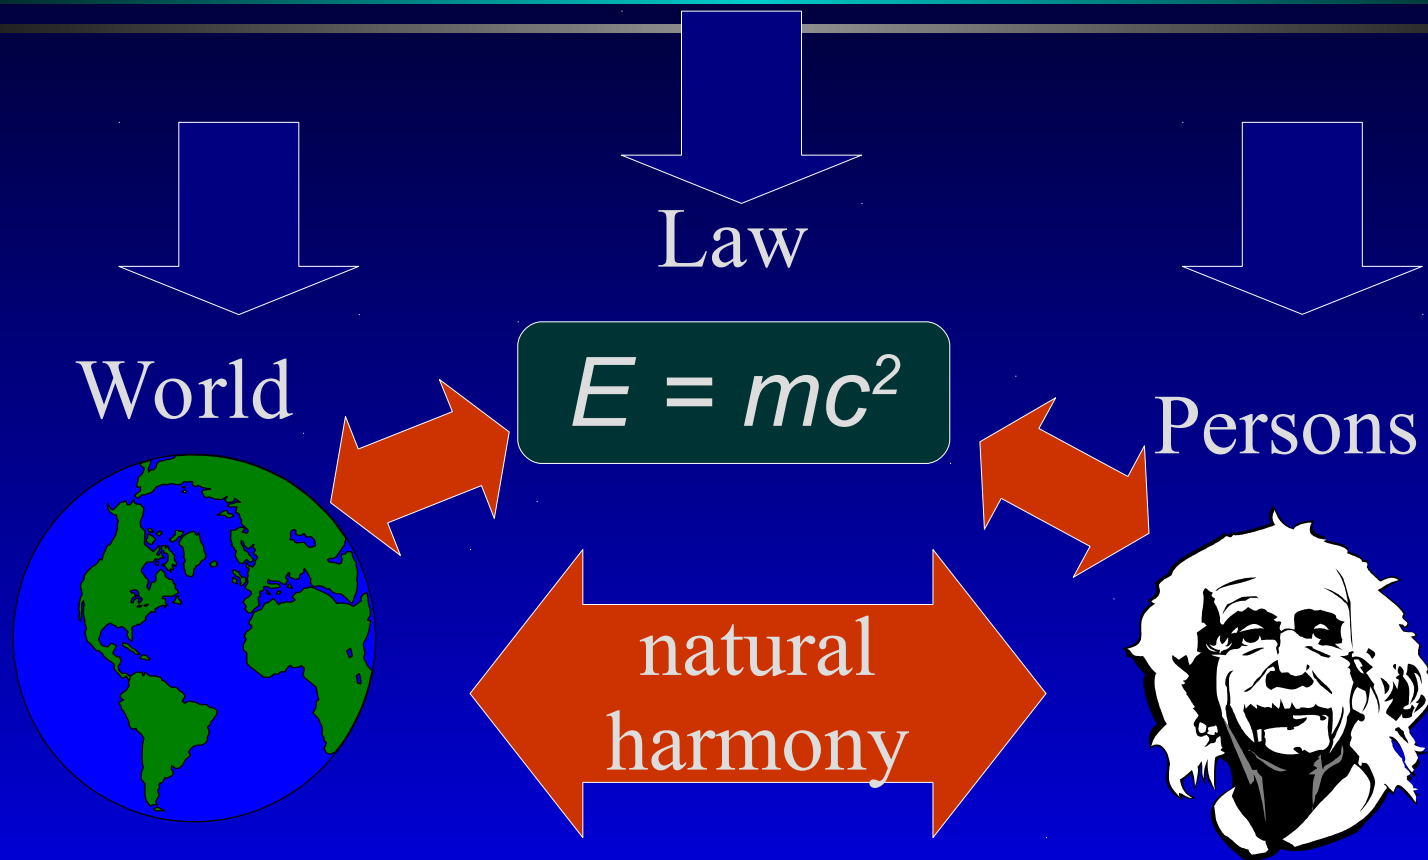 Law
World
E = mc²
Persons
natural
harmony